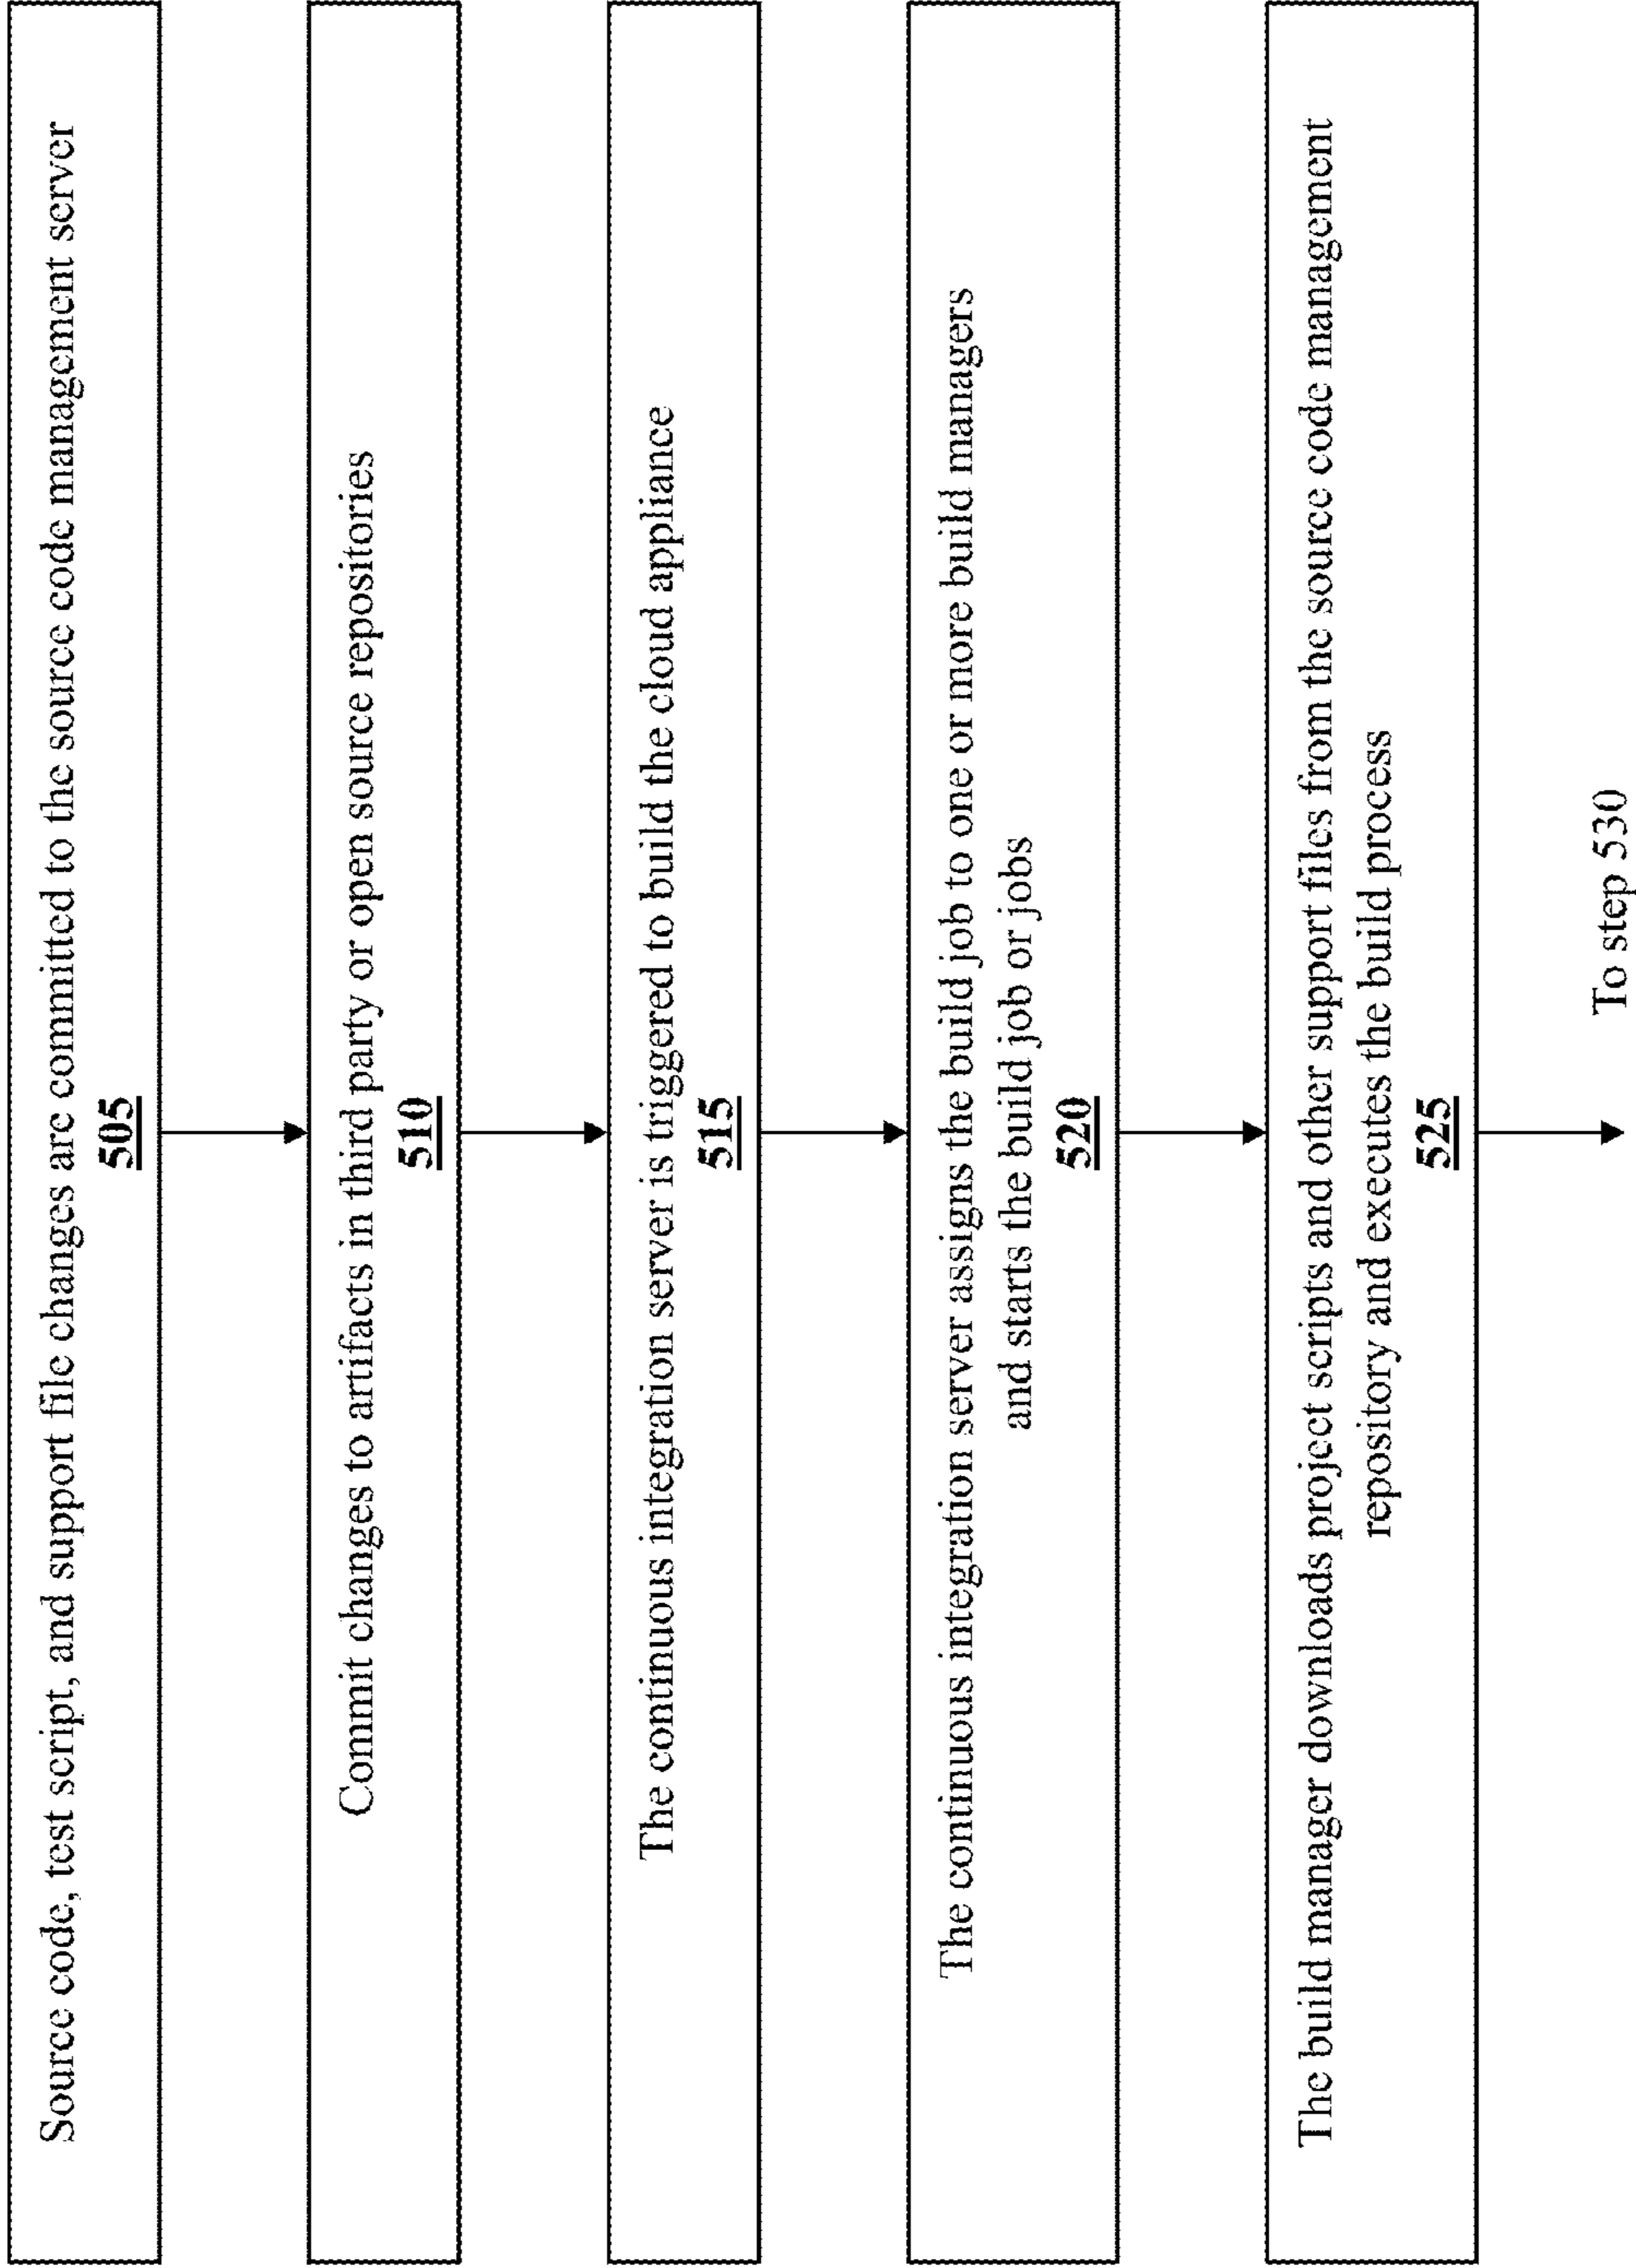 Source code, test script, and support file changes are committed to the source code management server
505
Commit changes to artifacts in third party or open source repositories
510
The continuous integration server is triggered to build the cloud appliance
515
The continuous integration server assigns the build job to one or more build managers
and starts the build job or jobs
520
The build manager downloads project scripts and other support files from the source code management
repository and executes the build process
525
To step 530